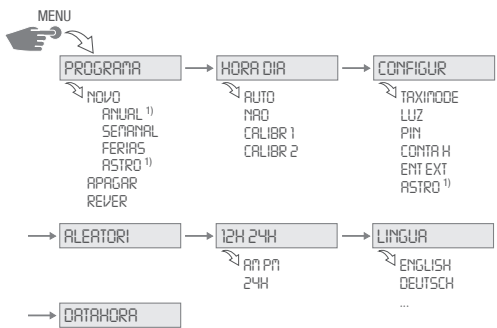 MENU
PROGRAMA
NOVO
ANUAL 1)
SEMANAL
FERIAS
ASTRO 1)
APAGAR
REVER
HORA DIA
AUTO
NAO
CALIBR 1
CALIBR 2
CONFIGUR
TAXIMODE
LUZ
PIN
CONTA H
ENT EXT
ASTRO 1)
ALEATORI
12H 24H
AM PM
24H
LINGUA
ENGLISH
DEUTSCH
...
DATAHORA